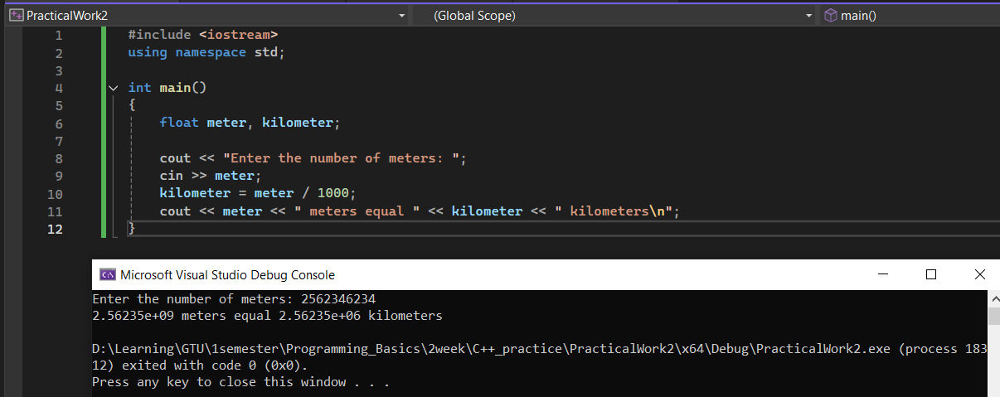 PracticalWork2 (Global Scope) main()
1 #include <iostream>
2 using namespace std;
3
4 int main()
5 {
6 float meter, kilometer;
7
8 cout << "Enter the number of meters: ";
9 cin >> meter;
10 kilometer = meter / 1000;
11 cout << meter << " meters equal " << kilometer << " kilometers\n";
12 }
Microsoft Visual Studio Debug Console
Enter the number of meters: 2562346234
2.56235e+09 meters equal 2.56235e+06 kilometers
D:\Learning\GTU\1semester\Programming_Basics\2week\C++_practice\PracticalWork2\x64\Debug\PracticalWork2.exe (process 183
12) exited with code 0 (0x0).
Press any key to close this window . . .